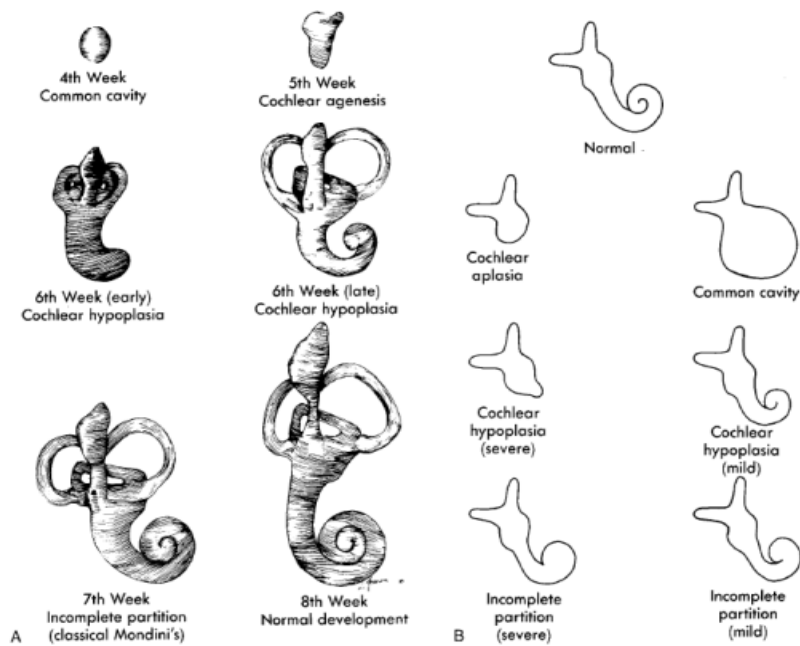 4th Week
Common cavity
5th Week
Cochlear agenesis
6th Week (early)
Cochlear hypoplasia
6th Week (late)
Cochlear hypoplasia
7th Week
Incomplete partition
(classical Mondini's)
8th Week
Normal development
A
Normal
Cochlear
aplasia
Common cavity
Cochlear
hypoplasia
(severe)
Cochlear
hypoplasia
(mild)
Incomplete
partition
(severe)
Incomplete
partition
(mild)
B